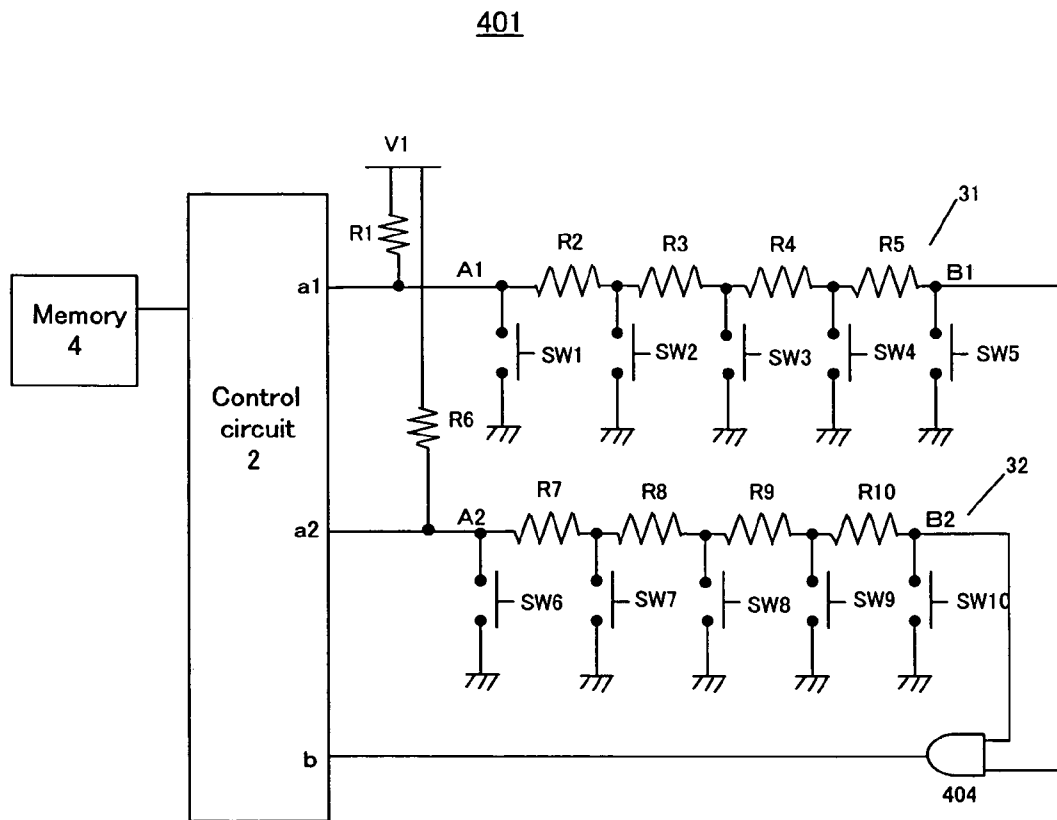 401
V1
31
R1
R2
R3
R4
R5
a1
A1
B1
Memory
4
SW1
SW2
SW3
SW4
SW5
Control
circuit
2
R6
32
R7
R8
R9
R10
a2
A2
B2
SW6
SW7
SW8
SW9
SW10
b
404